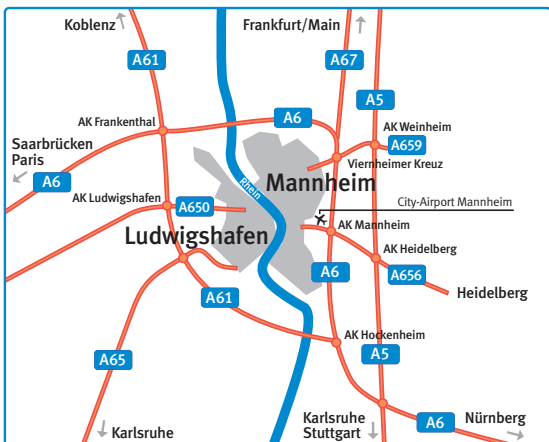 Koblenz
Frankfurt/Main
A61
A67
A5
AK Frankenthal
A6
AK Weinheim
A659
Saarbrücken
Paris
Viernheimer Kreuz
A6
Rhein
Mannheim
AK Ludwigshafen
A650
City-Airport Mannheim
Ludwigshafen
AK Mannheim
AK Heidelberg
A6
A656
A61
Heidelberg
AK Hockenheim
A65
A5
Karlsruhe
Karlsruhe
Stuttgart
A6
Nürnberg